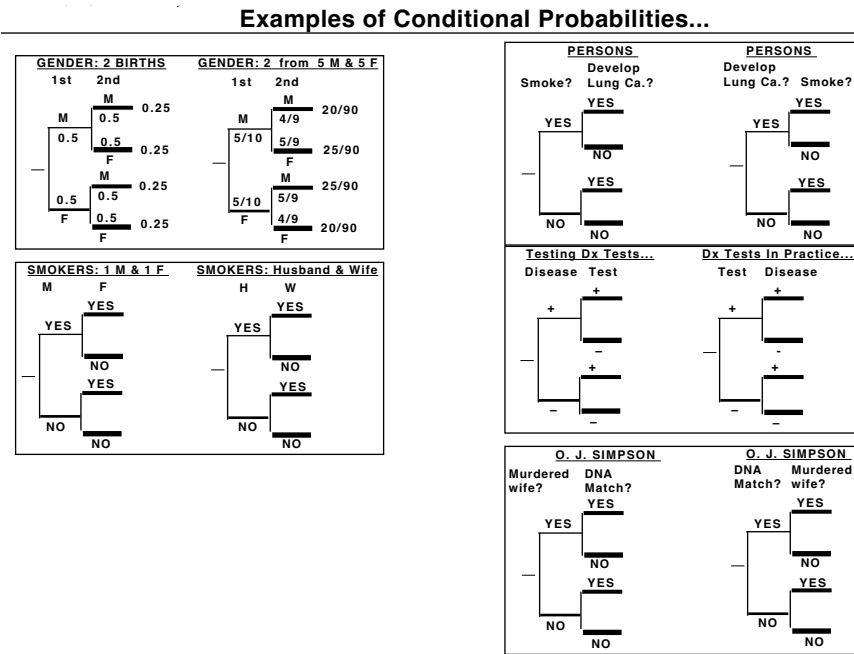 Examples of Conditional Probabilities...
GENDER: 2 BIRTHS
1st 2nd
M
M 0.5 0.25
0.5 0.5 0.25
F
M 0.25
0.5 0.5
F 0.5 0.25
F
GENDER: 2 from 5 M & 5 F
1st 2nd
M 20/90
M 4/9
5/10 5/9 25/90
F
M 25/90
5/10 5/9
F 4/9 20/90
F
SMOKERS: 1 M & 1 F
M F
YES
YES
NO
YES
NO
NO
SMOKERS: Husband & Wife
H W
YES
YES
NO
YES
NO
NO
PERSONS
Develop
Smoke? Lung Ca.?
YES
YES
NO
YES
NO
NO
PERSONS
Develop
Lung Ca.? Smoke?
YES
YES
NO
YES
NO
NO
Testing Dx Tests...
Disease Test
+
+
–
+
–
–
Dx Tests In Practice...
Test Disease
+
+
-
+
–
–
O. J. SIMPSON
Murdered DNA
wife? Match?
YES
YES
NO
YES
NO
NO
O. J. SIMPSON
DNA Murdered
Match? wife?
YES
YES
NO
YES
NO
NO